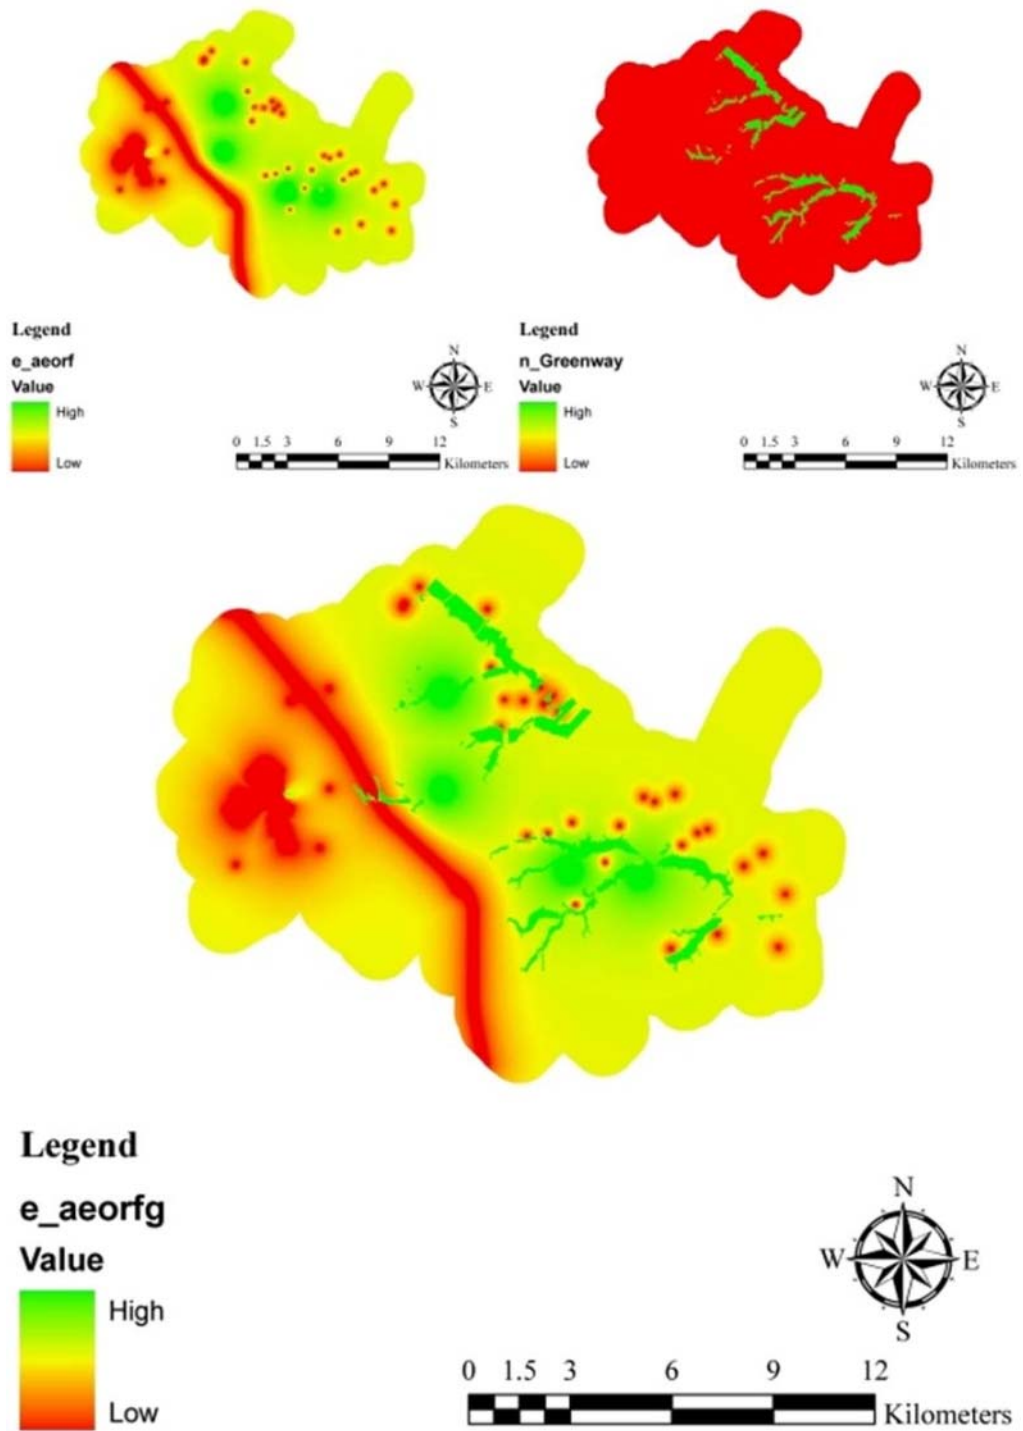 Legend
e_aeorf
Value
High
Low
N
W E
S
0 1.5 3 6 9 12
Kilometers
Legend
n_Greenway
Value
High
Low
N
W E
S
0 1.5 3 6 9 12
Kilometers
Legend
e_aeorfg
Value
High
Low
N
W E
S
0 1.5 3 6 9 12
Kilometers